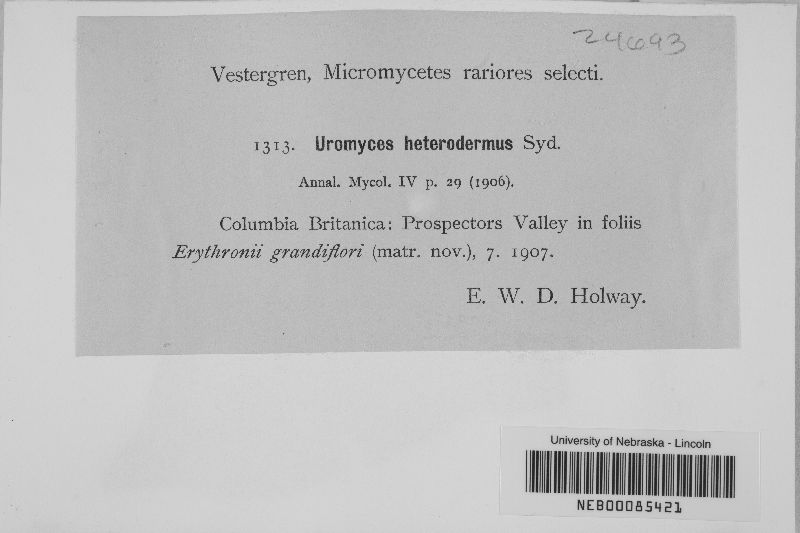 24693
Vestergren, Micromycetes rariores selecti.
1313. Uromyces heterodermus Syd.
Annal. Mycol. IV p. 29 (1906).
Columbia Britanica: Prospectors Valley in foliis
Erythronii grandiflori (matr. nov.), 7. 1907.
E. W. D. Holway.
University of Nebraska - Lincoln
NEB00085421